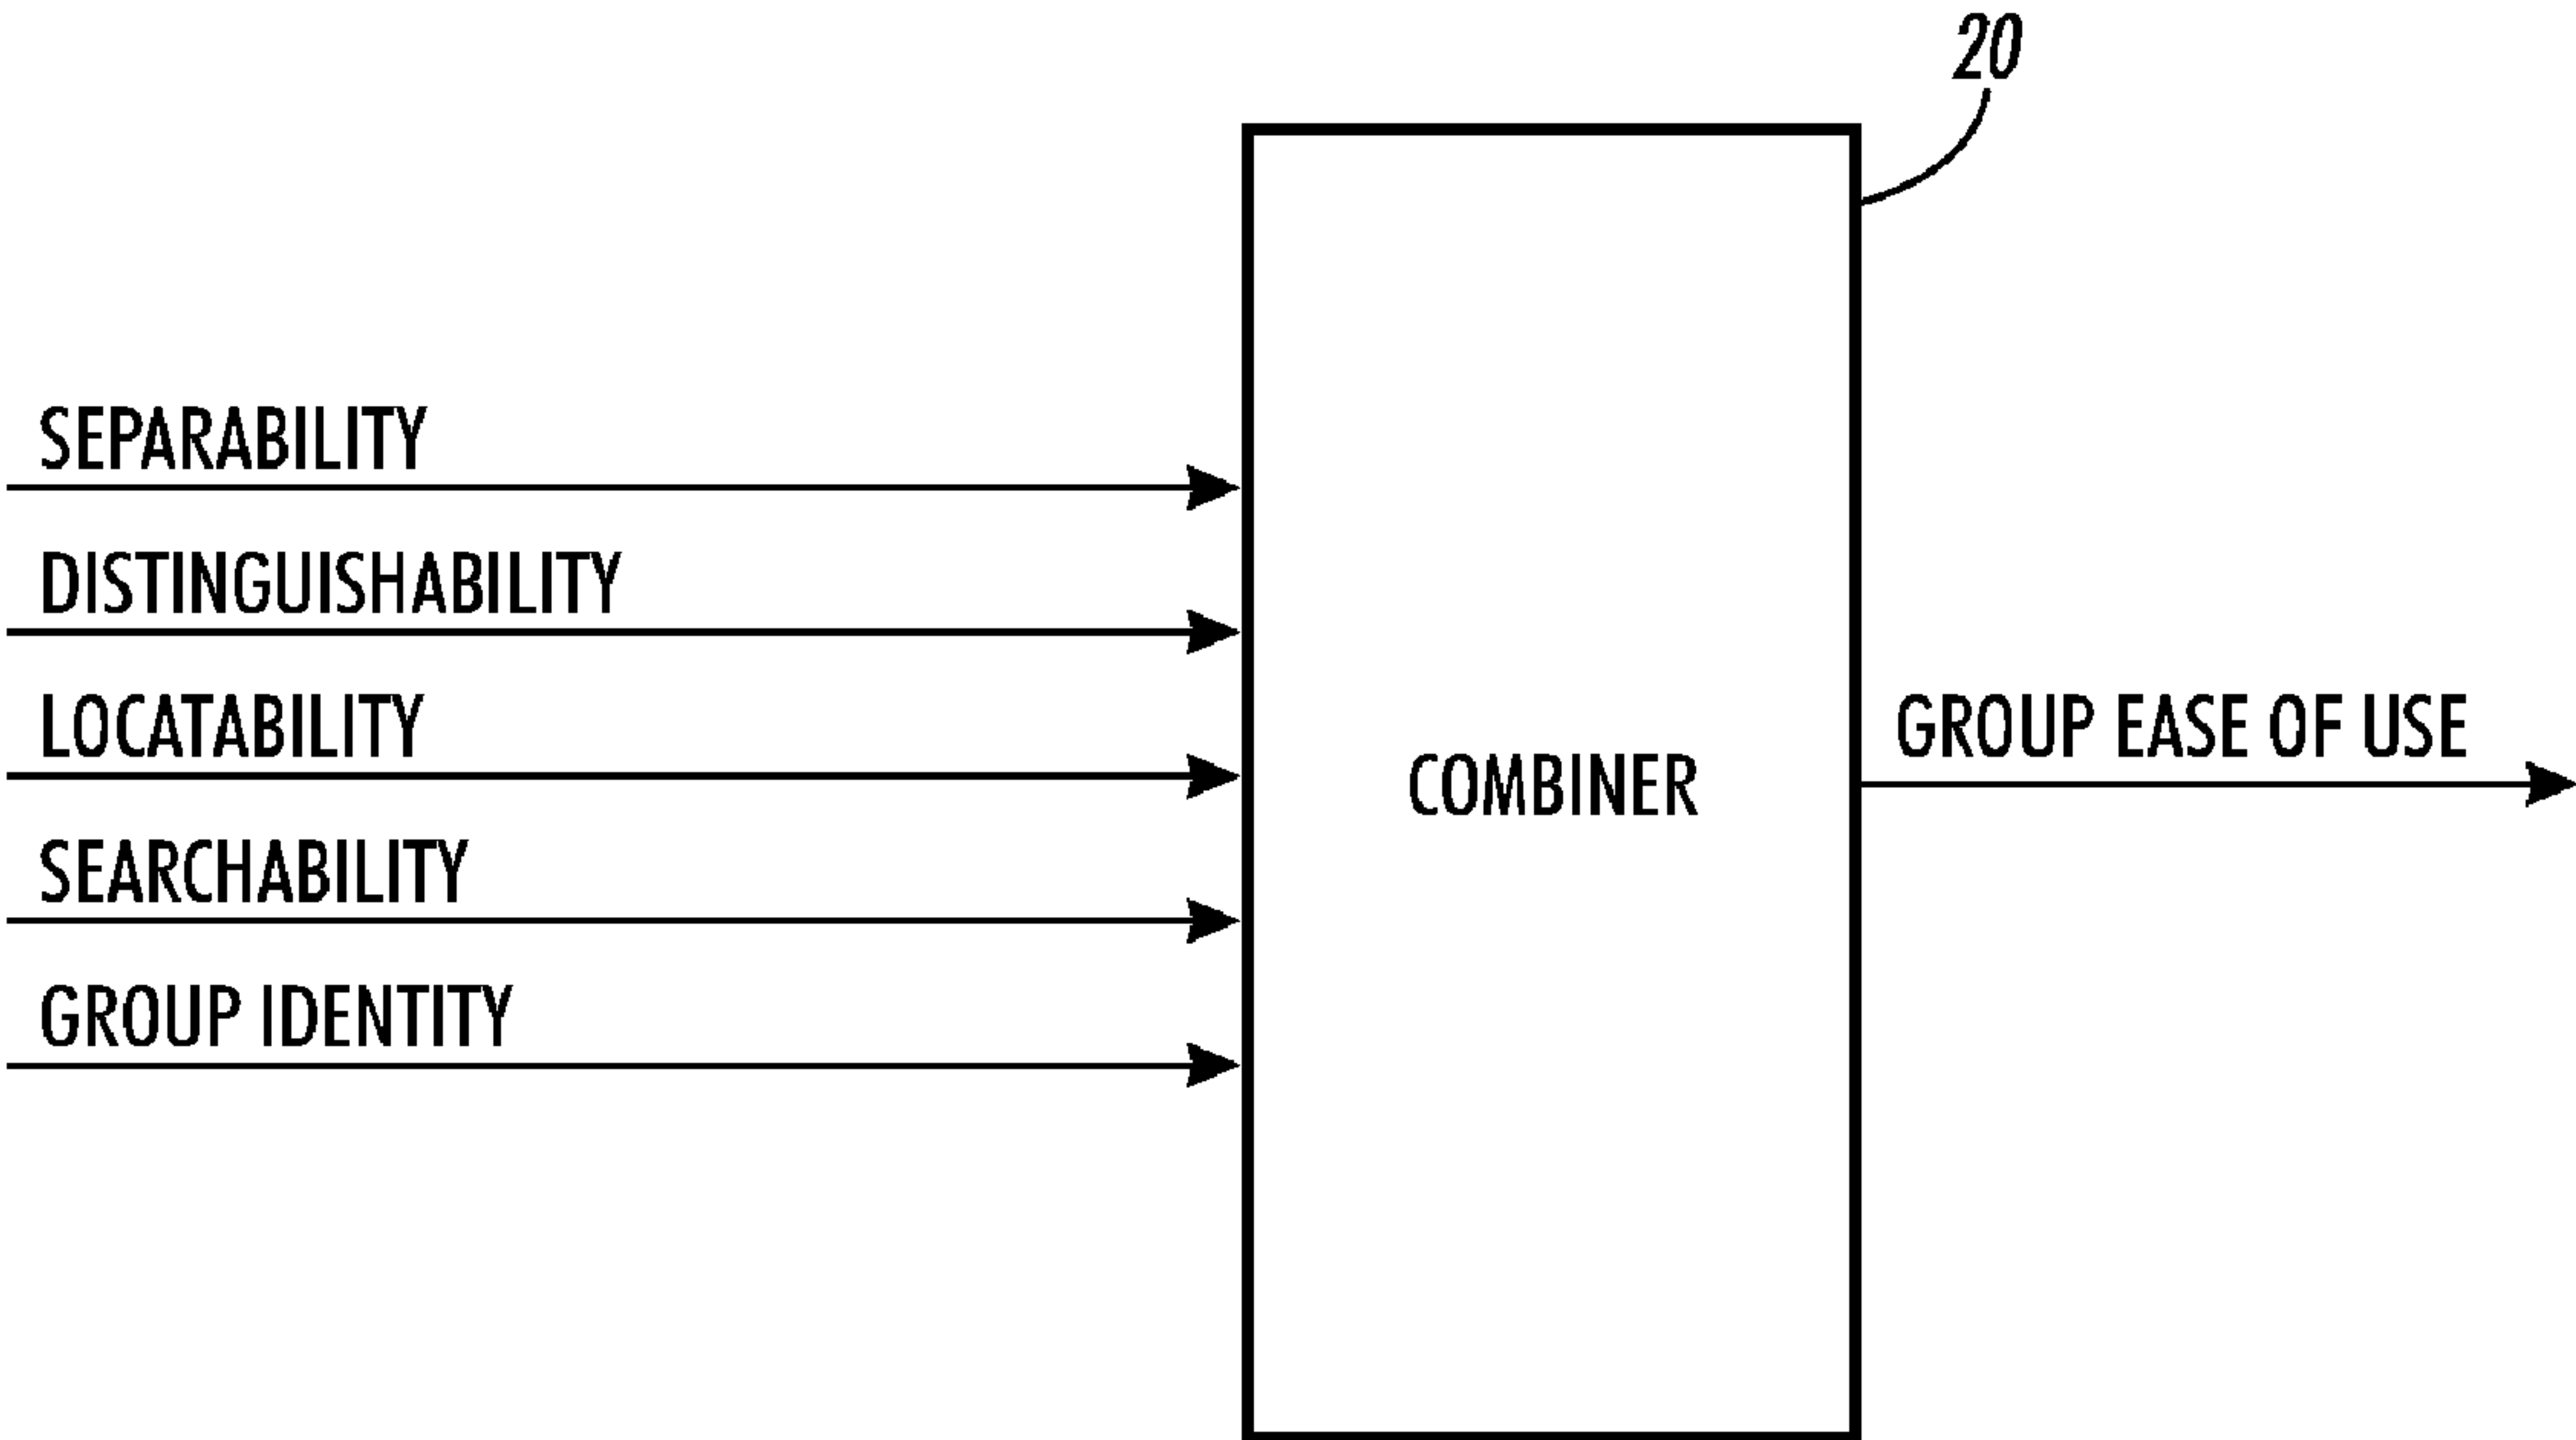 20
SEPARABILITY
DISTINGUISHABILITY
LOCATABILITY
SEARCHABILITY
GROUP IDENTITY
COMBINER
GROUP EASE OF USE